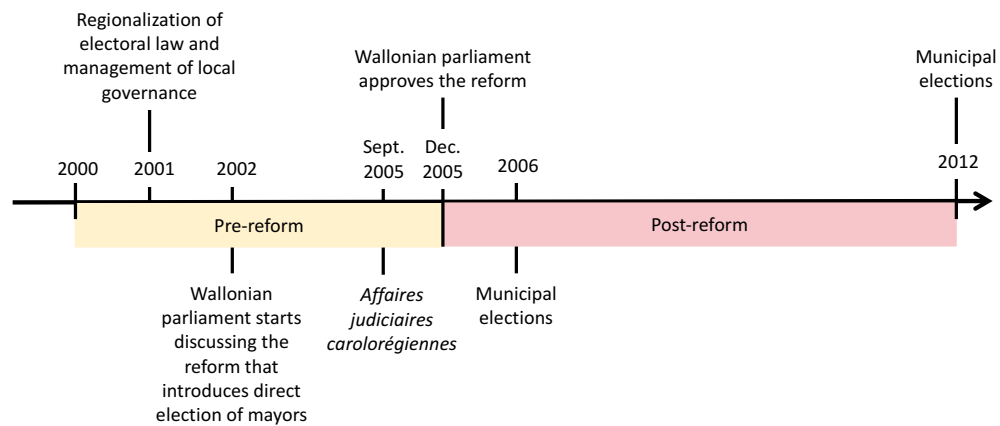 Regionalization of
electoral law and
management of local
governance
Wallonian parliament
approves the reform
Municipal
elections
2000
2001
2002
Sept.
2005
Dec.
2005
2006
2012
Pre-reform
Post-reform
Wallonian
parliament starts
discussing the
reform that
introduces direct
election of mayors
Affaires
judiciaires
carolorégiennes
Municipal
elections